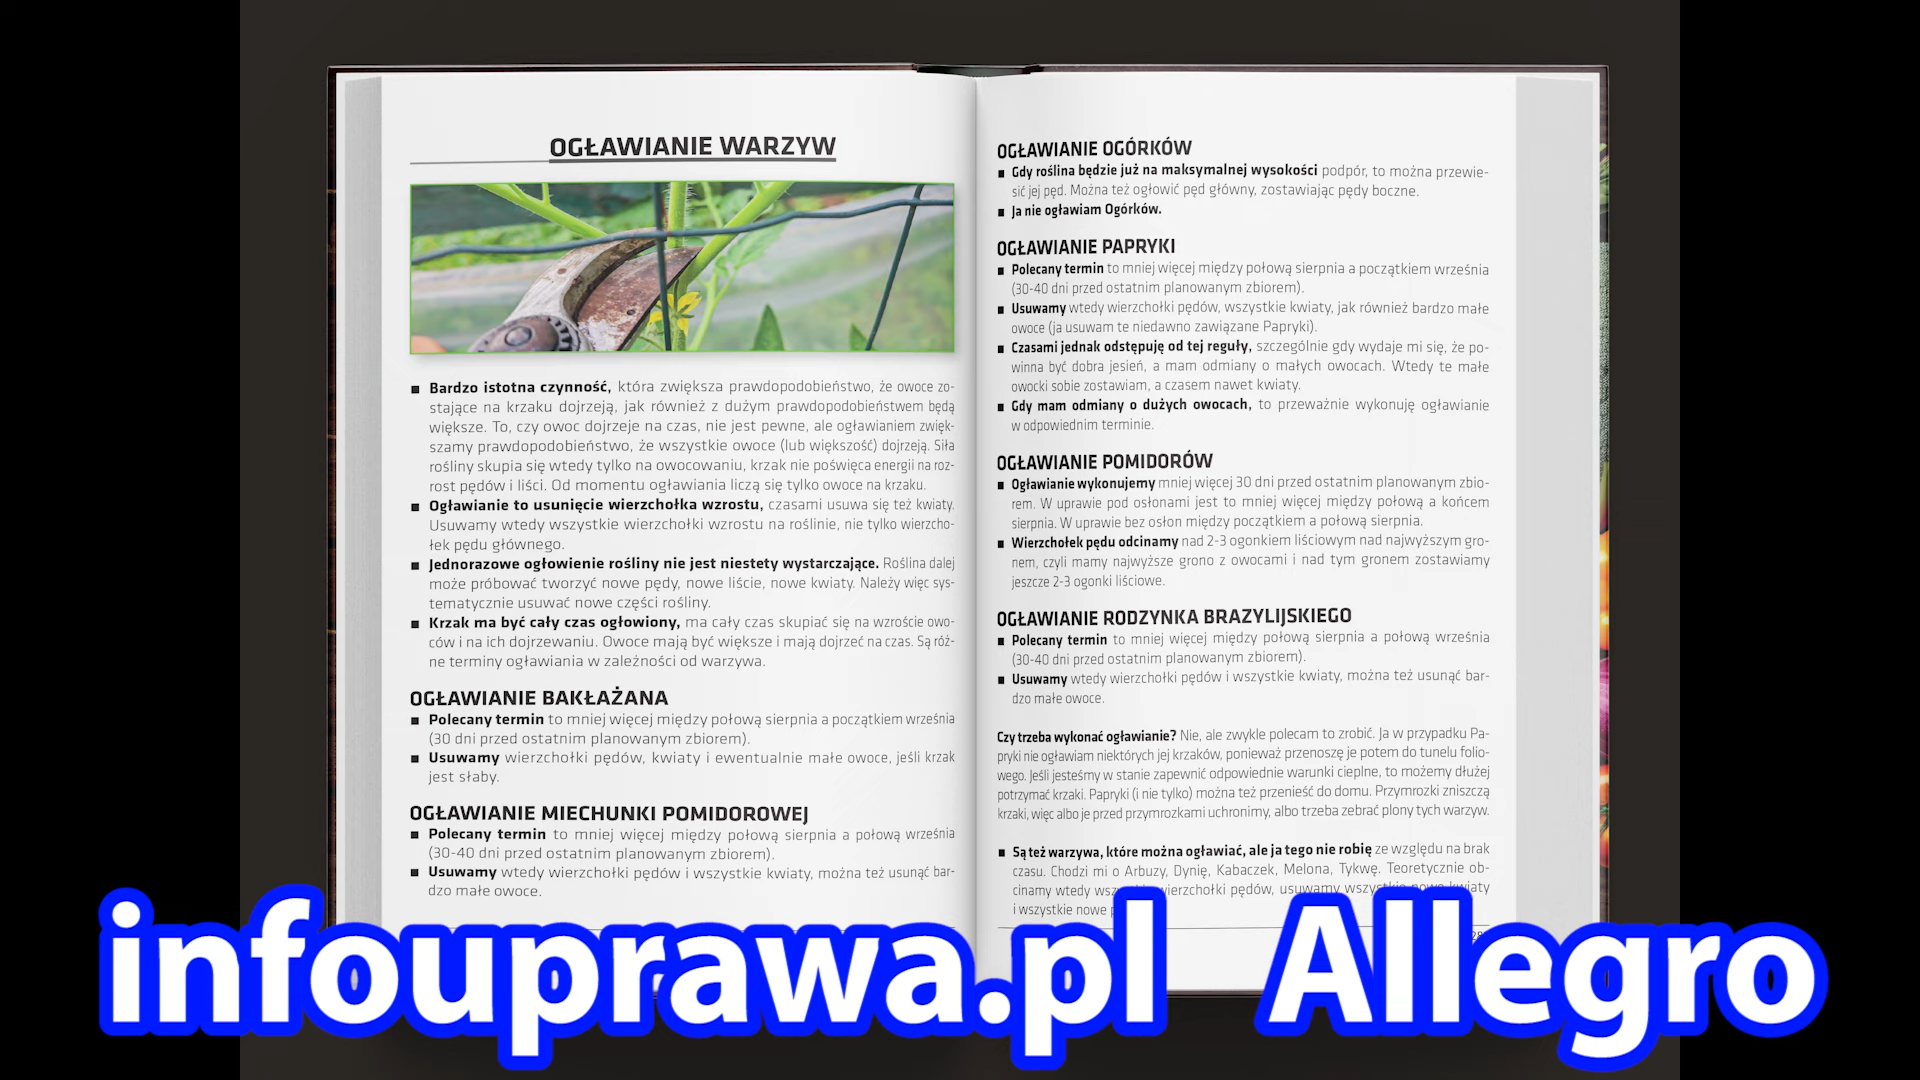 OGŁAWIANIE WARZYW
■ Bardzo istotna czynność, która zwiększa prawdopodobieństwo, że owoce zo-
stające na krzaku dojrzeją, jak również z dużym prawdopodobieństwem będą
większe. To, czy owoc dojrzeje na czas, nie jest pewne, ale ogławianiem zwięk-
szamy prawdopodobieństwo, że wszystkie owoce (lub większość) dojrzeją. Siła
rośliny skupia się wtedy tylko na owocowaniu, krzak nie poświęca energii na roz-
rost pędów i liści. Od momentu ogławiania liczą się tylko owoce na krzaku.
■ Ogławianie to usunięcie wierzchołka wzrostu, czasami usuwa się też kwiaty.
Usuwamy wtedy wszystkie wierzchołki wzrostu na roślinie, nie tylko wierzcho-
łek pędu głównego.
■ Jednorazowe ogłowienie rośliny nie jest niestety wystarczające. Roślina dalej
może próbować tworzyć nowe pędy, nowe liście, nowe kwiaty. Należy więc sys-
tematycznie usuwać nowe części rośliny.
■ Krzak ma być cały czas ogłowiony, ma cały czas skupiać się na wzroście owo-
ców i na ich dojrzewaniu. Owoce mają być większe i mają dojrzeć na czas. Są róż-
ne terminy ogławiania w zależności od warzywa.
OGŁAWIANIE BAKŁAŻANA
■ Polecany termin to mniej więcej między połową sierpnia a początkiem września
(30 dni przed ostatnim planowanym zbiorem).
■ Usuwamy wierzchołki pędów, kwiaty i ewentualnie małe owoce, jeśli krzak
jest słaby.
OGŁAWIANIE MIECHUNKI POMIDOROWEJ
■ Polecany termin to mniej więcej między połową sierpnia a połową września
(30-40 dni przed ostatnim planowanym zbiorem).
■ Usuwamy wtedy wierzchołki pędów i wszystkie kwiaty, można też usunąć bar-
dzo małe owoce.
OGŁAWIANIE OGÓRKÓW
■ Gdy roślina będzie już na maksymalnej wysokości podpór, to można przewie-
sić jej pęd. Można też ogłowić pęd główny, zostawiając pędy boczne.
■ Ja nie ogławiam Ogórków.
OGŁAWIANIE PAPRYKI
■ Polecany termin to mniej więcej między połową sierpnia a początkiem września
(30-40 dni przed ostatnim planowanym zbiorem).
■ Usuwamy wtedy wierzchołki pędów, wszystkie kwiaty, jak również bardzo małe
owoce (ja usuwam te niedawno zawiązane Papryki).
■ Czasami jednak odstępuję od tej reguły, szczególnie gdy wydaje mi się, że po-
winna być dobra jesień, a mam odmiany o małych owocach. Wtedy te małe
owocki sobie zostawiam, a czasem nawet kwiaty.
■ Gdy mam odmiany o dużych owocach, to przeważnie wykonuję ogławianie
w odpowiednim terminie.
OGŁAWIANIE POMIDORÓW
■ Ogławianie wykonujemy mniej więcej 30 dni przed ostatnim planowanym zbio-
rem. W uprawie pod osłonami jest to mniej więcej między połową a końcem
sierpnia. W uprawie bez osłon między początkiem a połową sierpnia.
■ Wierzchołek pędu odcinamy nad 2-3 ogonkiem liściowym nad najwyższym gro-
nem, czyli mamy najwyższe grono z owocami i nad tym gronem zostawiamy
jeszcze 2-3 ogonki liściowe.
OGŁAWIANIE RODZYNKA BRAZYLIJSKIEGO
■ Polecany termin to mniej więcej między połową sierpnia a połową września
(30-40 dni przed ostatnim planowanym zbiorem).
■ Usuwamy wtedy wierzchołki pędów i wszystkie kwiaty, można też usunąć bar-
dzo małe owoce.
Czy trzeba wykonać ogławianie? Nie, ale zwykle polecam to zrobić. Ja w przypadku Pa-
pryki nie ogławiam niektórych jej krzaków, ponieważ przenoszę je potem do tunelu folio-
wego. Jeśli jesteśmy w stanie zapewnić odpowiednie warunki cieplne, to możemy dłużej
potrzymać krzaki. Papryki (i nie tylko) można też przenieść do domu. Przymrozki zniszczą
krzaki, więc albo je przed przymrozkami uchronimy, albo trzeba zebrać plony tych warzyw.
■ Są też warzywa, które można ogławiać, ale ja tego nie robię ze względu na brak
czasu. Chodzi mi o Arbuzy, Dynię, Kabaczek, Melona, Tykwę. Teoretycznie ob-
cinamy wtedy wierzchołki pędów, usuwamy wszystkie nowe kwiaty
i wszystkie nowe
infouprawa.pl Allegro